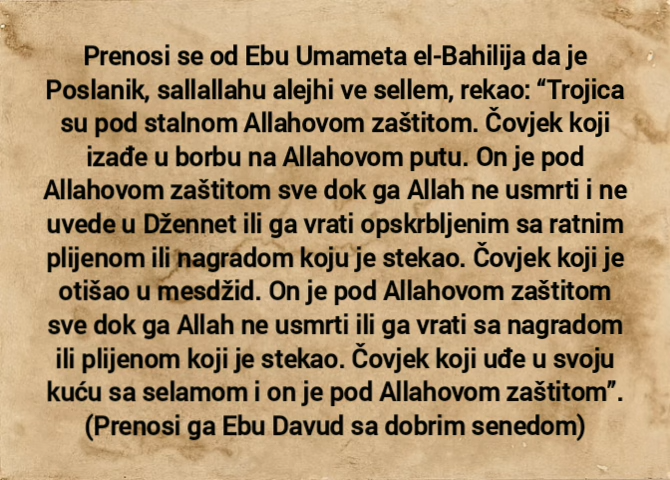 Prenosi se od Ebu Umameta el-Bahilija da je
Poslanik, sallallahu alejhi ve sellem, rekao: “Trojica
su pod stalnom Allahovom zaštitom. Čovjek koji
izađe u borbu na Allahovom putu. On je pod
Allahovom zaštitom sve dok ga Allah ne usmrti i ne
uvede u Džennet ili ga vrati opskrbljenim sa ratnim
plijenom ili nagradom koju je stekao. Čovjek koji je
otišao u mesdžid. On je pod Allahovom zaštitom
sve dok ga Allah ne usmrti ili ga vrati sa nagradom
ili plijenom koji je stekao. Čovjek koji uđe u svoju
kuću sa selamom i on je pod Allahovom zaštitom”.
(Prenosi ga Ebu Davud sa dobrim senedom)